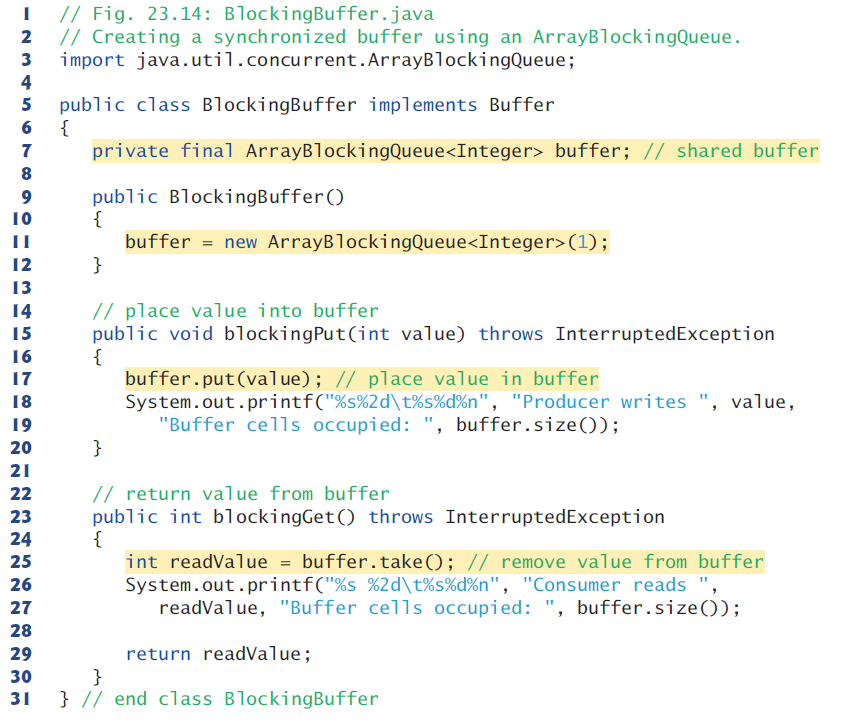 1 // Fig. 23.14: BlockingBuffer.java
2 // Creating a synchronized buffer using an ArrayBlockingQueue.
3 import java.util.concurrent.ArrayBlockingQueue;
4
5 public class BlockingBuffer implements Buffer
6 {
7    private final ArrayBlockingQueue<Integer> buffer; // shared buffer
8
9    public BlockingBuffer()
10    {
11       buffer = new ArrayBlockingQueue<Integer>(1);
12    }
13
14    // place value into buffer
15    public void blockingPut(int value) throws InterruptedException
16    {
17       buffer.put(value); // place value in buffer
18       System.out.printf("%s%2d\t%s%d%n", "Producer writes ", value,
19          "Buffer cells occupied: ", buffer.size());
20    }
21
22    // return value from buffer
23    public int blockingGet() throws InterruptedException
24    {
25       int readValue = buffer.take(); // remove value from buffer
26       System.out.printf("%s %2d\t%s%d%n", "Consumer reads ",
27          readValue, "Buffer cells occupied: ", buffer.size());
28
29       return readValue;
30    }
31 } // end class BlockingBuffer